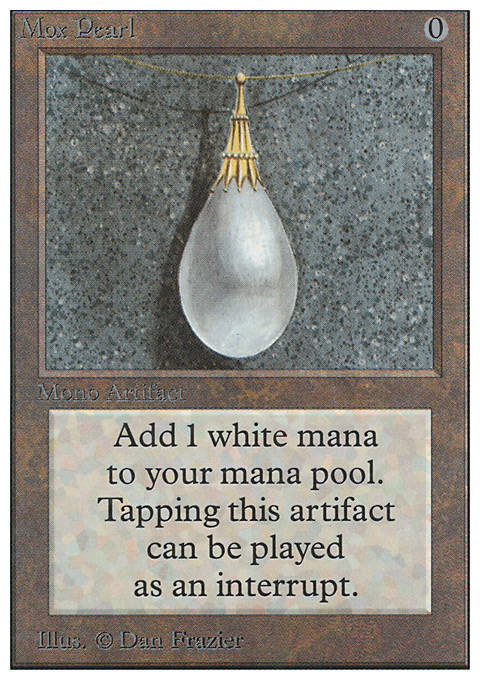 Mox Pearl 0
Mono Artifact
Add 1 white mana
to your mana pool.
Tapping this artifact
can be played
as an interrupt.
Illus. © Dan Frazier